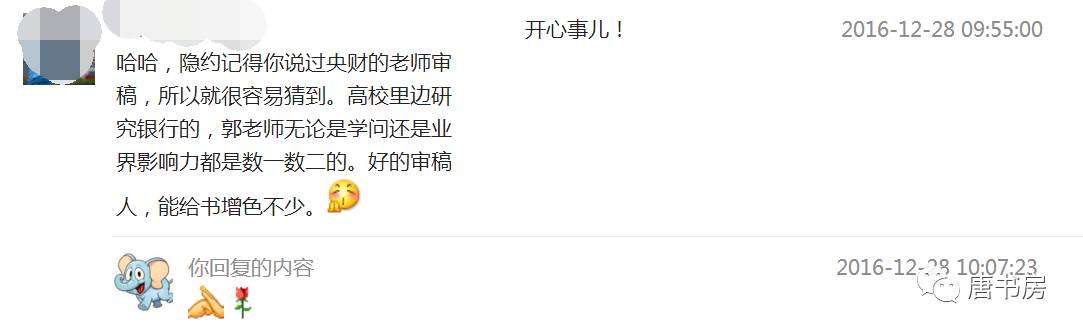 开心事儿！
2016-12-28 09:55:00
哈哈，隐约记得你说过央财的老师审
稿，所以就很容易猜到。高校里边研
究银行的，郭老师无论是学问还是业
界影响力都是数一数二的。好的审稿
人，能给书增色不少。
你回复的内容
2016-12-28 10:07:23
唐书房